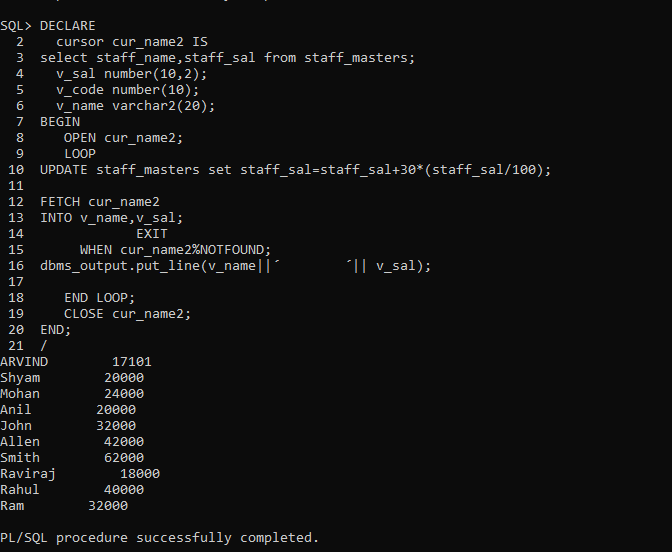 SQL> DECLARE
  2    cursor cur_name2 IS
  3  select staff_name,staff_sal from staff_masters;
  4    v_sal number(10,2);
  5    v_code number(10);
  6    v_name varchar2(20);
  7  BEGIN
  8     OPEN cur_name2;
  9     LOOP
 10  UPDATE staff_masters set staff_sal=staff_sal+30*(staff_sal/100);
 11
 12  FETCH cur_name2
 13  INTO v_name,v_sal;
 14              EXIT
 15       WHEN cur_name2%NOTFOUND;
 16  dbms_output.put_line(v_name||´        ´|| v_sal);
 17
 18     END LOOP;
 19     CLOSE cur_name2;
 20  END;
 21  /
ARVIND        17101
Shyam        20000
Mohan        24000
Anil        20000
John        32000
Allen        42000
Smith        62000
Raviraj        18000
Rahul        40000
Ram        32000
PL/SQL procedure successfully completed.